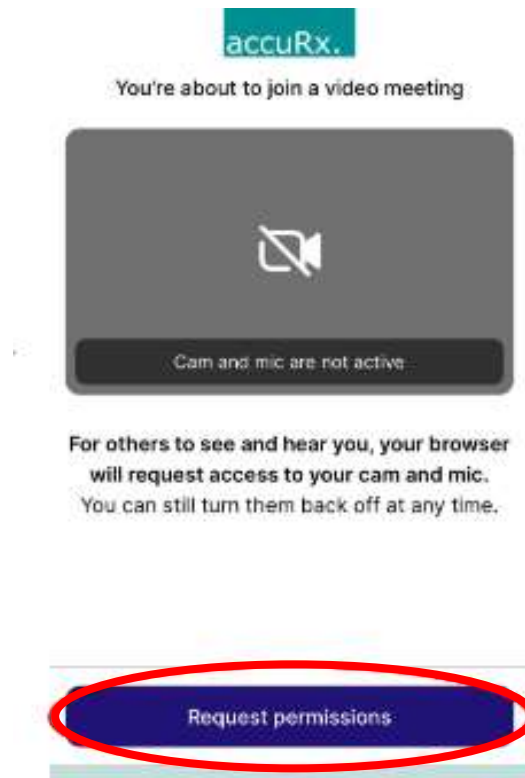 accuRx.
You're about to join a video meeting
Cam and mic are not active
For others to see and hear you, your browser
will request access to your cam and mic.
You can still turn them back off at any time.
Request permissions